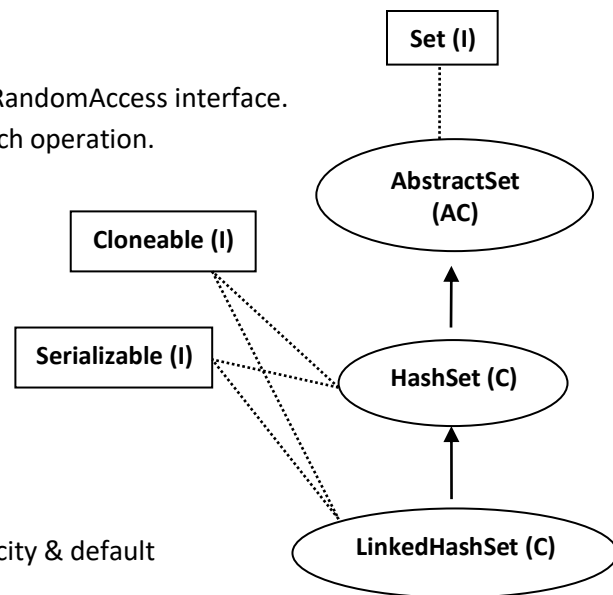 Set (I)
RandomAccess interface.
ch operation.
AbstractSet
(AC)
Cloneable (I)
Serializable (I)
HashSet (C)
LinkedHashSet (C)
city & default